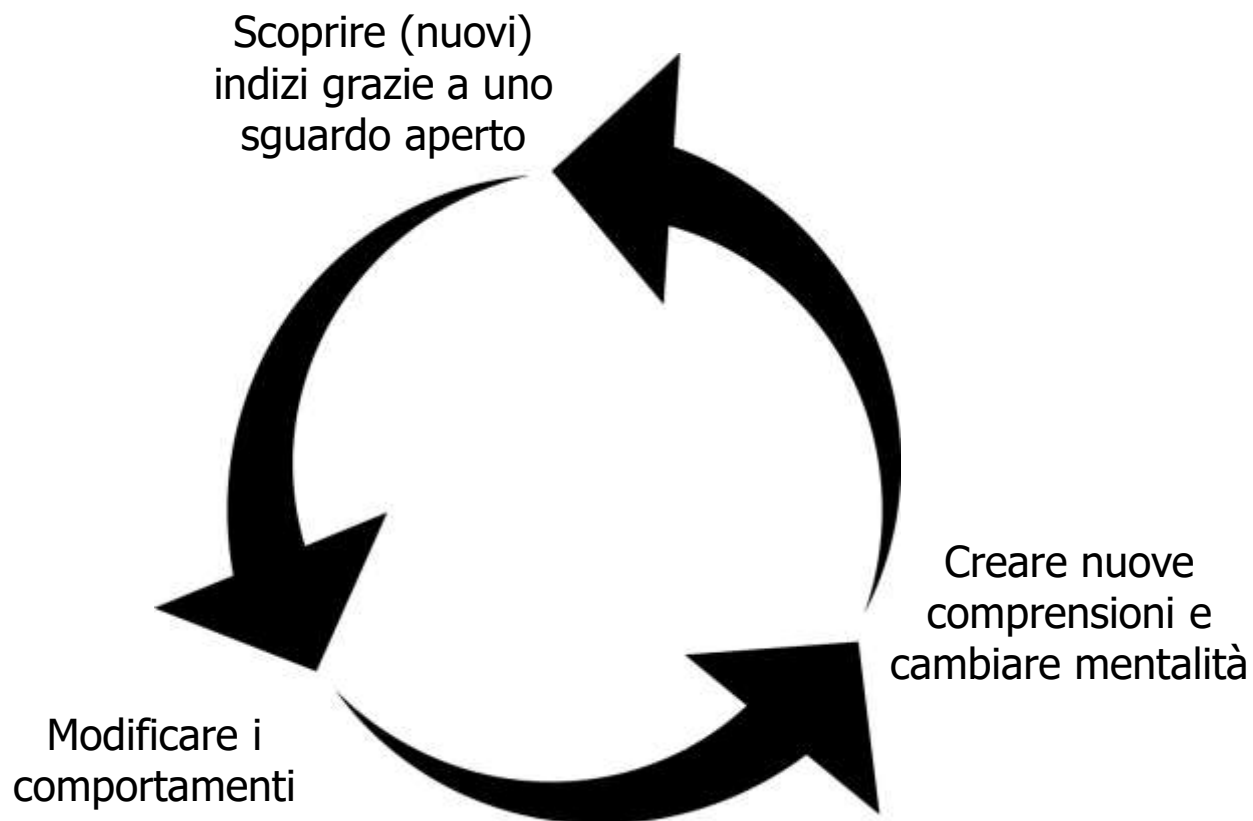 Scoprire (nuovi)
indizi grazie a uno
sguardo aperto
Creare nuove
comprensioni e
cambiare mentalità
Modificare i
comportamenti